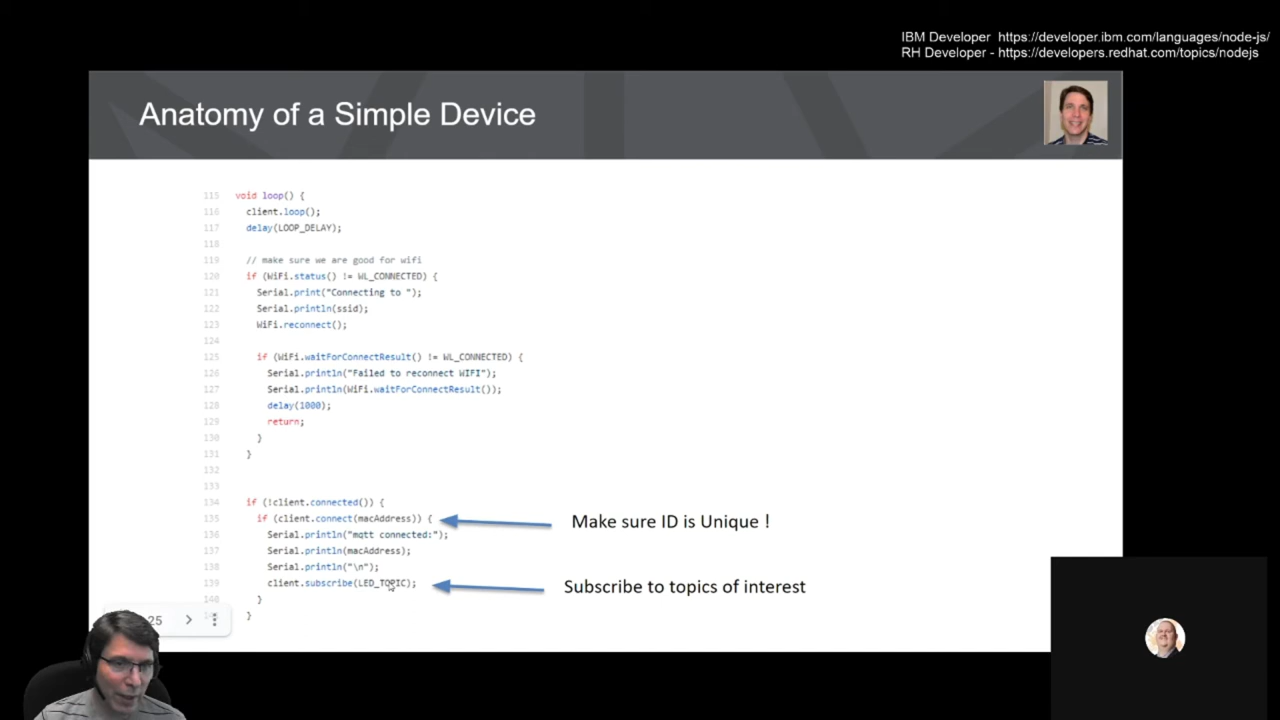 IBM Developer https://developer.ibm.com/languages/node-js/
RH Developer - https://developers.redhat.com/topics/nodejs
Anatomy of a Simple Device
115 void loop() {
116 client.loop();
117 delay(LOOP_DELAY);
118
119 // make sure we are good for wifi
120 if (WiFi.status() != WL_CONNECTED) {
121 Serial.print("Connecting to ");
122 Serial.println(ssid);
123 WiFi.reconnect();
124
125 if (WiFi.waitForConnectResult() != WL_CONNECTED) {
126 Serial.println("Failed to reconnect WIFI");
127 Serial.println(WiFi.waitForConnectResult());
128 delay(1000);
129 return;
130 }
131 }
132
133
134 if (!client.connected()) {
135 if (client.connect(macAddress)) {
Make sure ID is Unique !
136 Serial.println("mqtt connected:");
137 Serial.println(macAddress);
138 Serial.println("\n");
139 client.subscribe(LED_TOPIC);
Subscribe to topics of interest
140 }
}
25